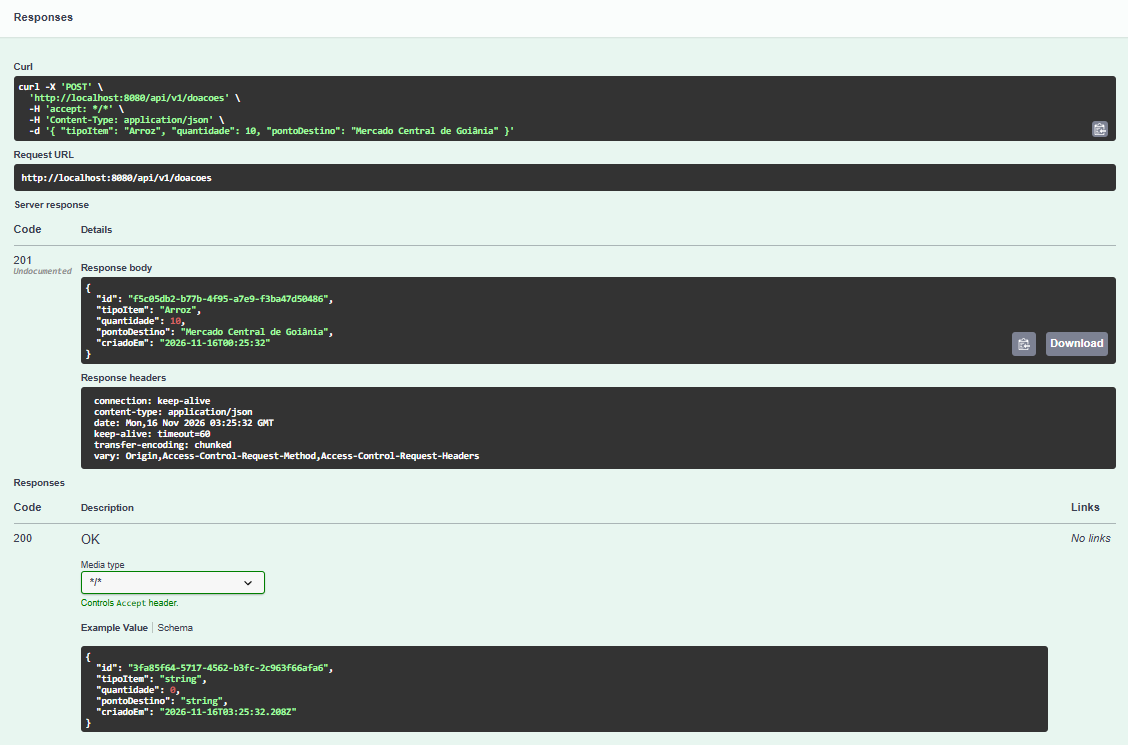 Responses
Curl
curl -X 'POST' \
  'http://localhost:8080/api/v1/doacoes' \
  -H 'accept: */*' \
  -H 'Content-Type: application/json' \
  -d '{ "tipoItem": "Arroz", "quantidade": 10, "pontoDestino": "Mercado Central de Goiânia" }'
Request URL
http://localhost:8080/api/v1/doacoes
Server response
Code Details
201
Undocumented
Response body
{
  "id": "f5c05db2-b77b-4f95-a7e9-f3ba47d50486",
  "tipoItem": "Arroz",
  "quantidade": 10,
  "pontoDestino": "Mercado Central de Goiânia",
  "criadoEm": "2026-11-16T00:25:32"
}
Download
Response headers
connection: keep-alive
content-type: application/json
date: Mon,16 Nov 2026 03:25:32 GMT
keep-alive: timeout=60
transfer-encoding: chunked
vary: Origin,Access-Control-Request-Method,Access-Control-Request-Headers
Responses
Code Description Links
200 OK No links
Media type
*/*
Controls Accept header.
Example Value Schema
{
  "id": "3fa85f64-5717-4562-b3fc-2c963f66afa6",
  "tipoItem": "string",
  "quantidade": 0,
  "pontoDestino": "string",
  "criadoEm": "2026-11-16T03:25:32.208Z"
}